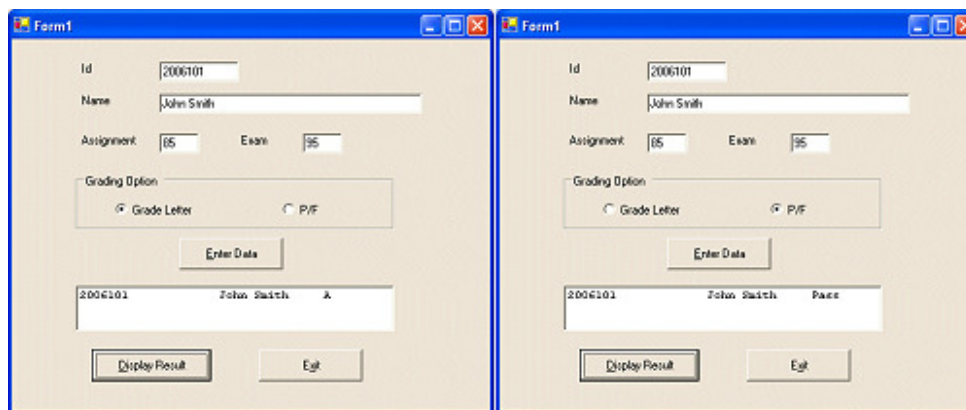 Form1
Id 2006101
Name John Smith
Assignment 85 Exam 95
Grading Option
Grade Letter P/F
Enter Data
2006101 John Smith A
Display Result Exit
Form1
Id 2006101
Name John Smith
Assignment 85 Exam 95
Grading Option
Grade Letter P/F
Enter Data
2006101 John Smith Pass
Display Result Exit